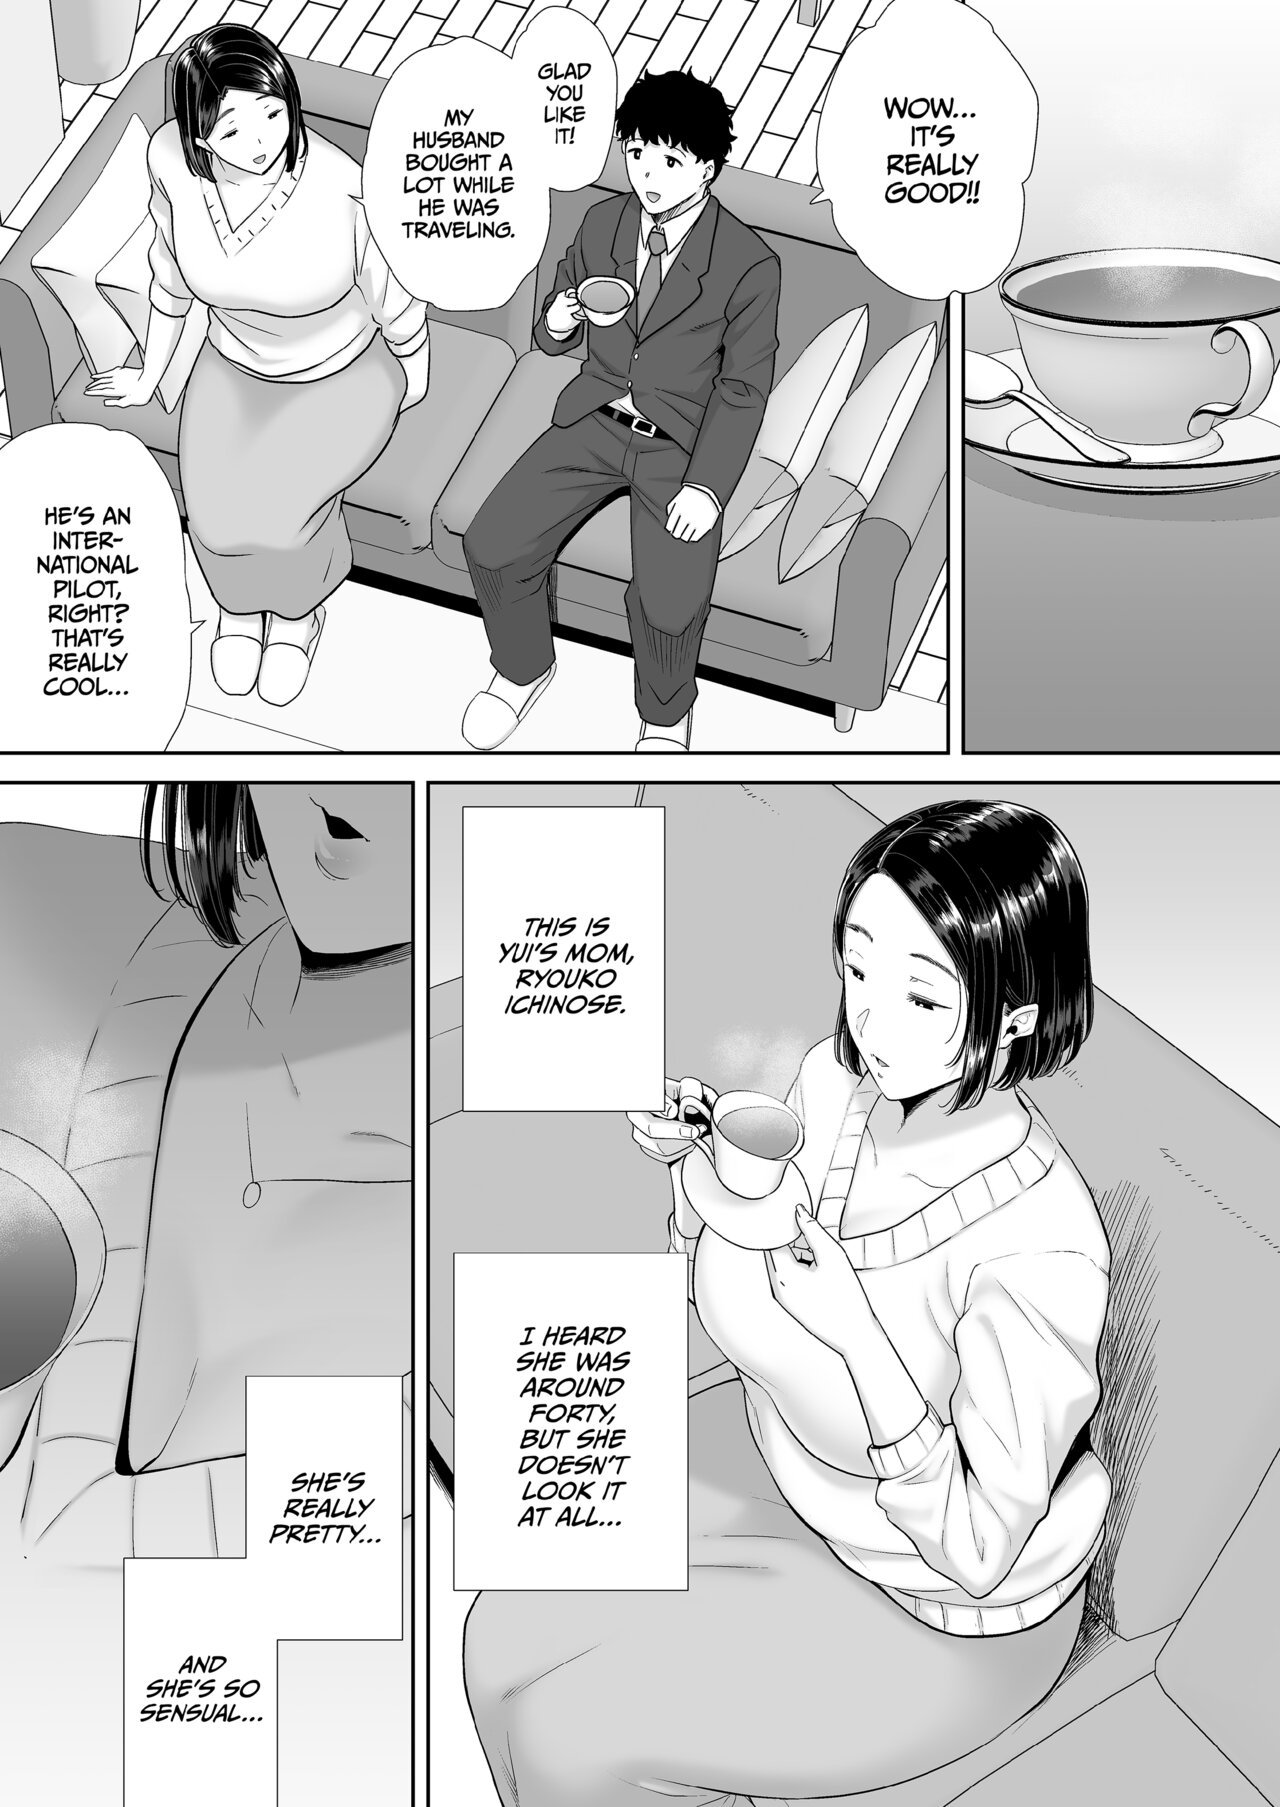 WOW...
IT'S
REALLY
GOOD!!
GLAD
YOU
LIKE
IT!
MY
HUSBAND
BOUGHT A
LOT WHILE
HE WAS
TRAVELING.
HE'S AN
INTER-
NATIONAL
PILOT,
RIGHT?
THAT'S
REALLY
COOL...
THIS IS
YUI'S MOM,
RYOUKO
ICHINOSE.
I HEARD
SHE WAS
AROUND
FORTY,
BUT SHE
DOESN'T
LOOK IT
AT ALL...
SHE'S
REALLY
PRETTY...
AND
SHE'S SO
SENSUAL...